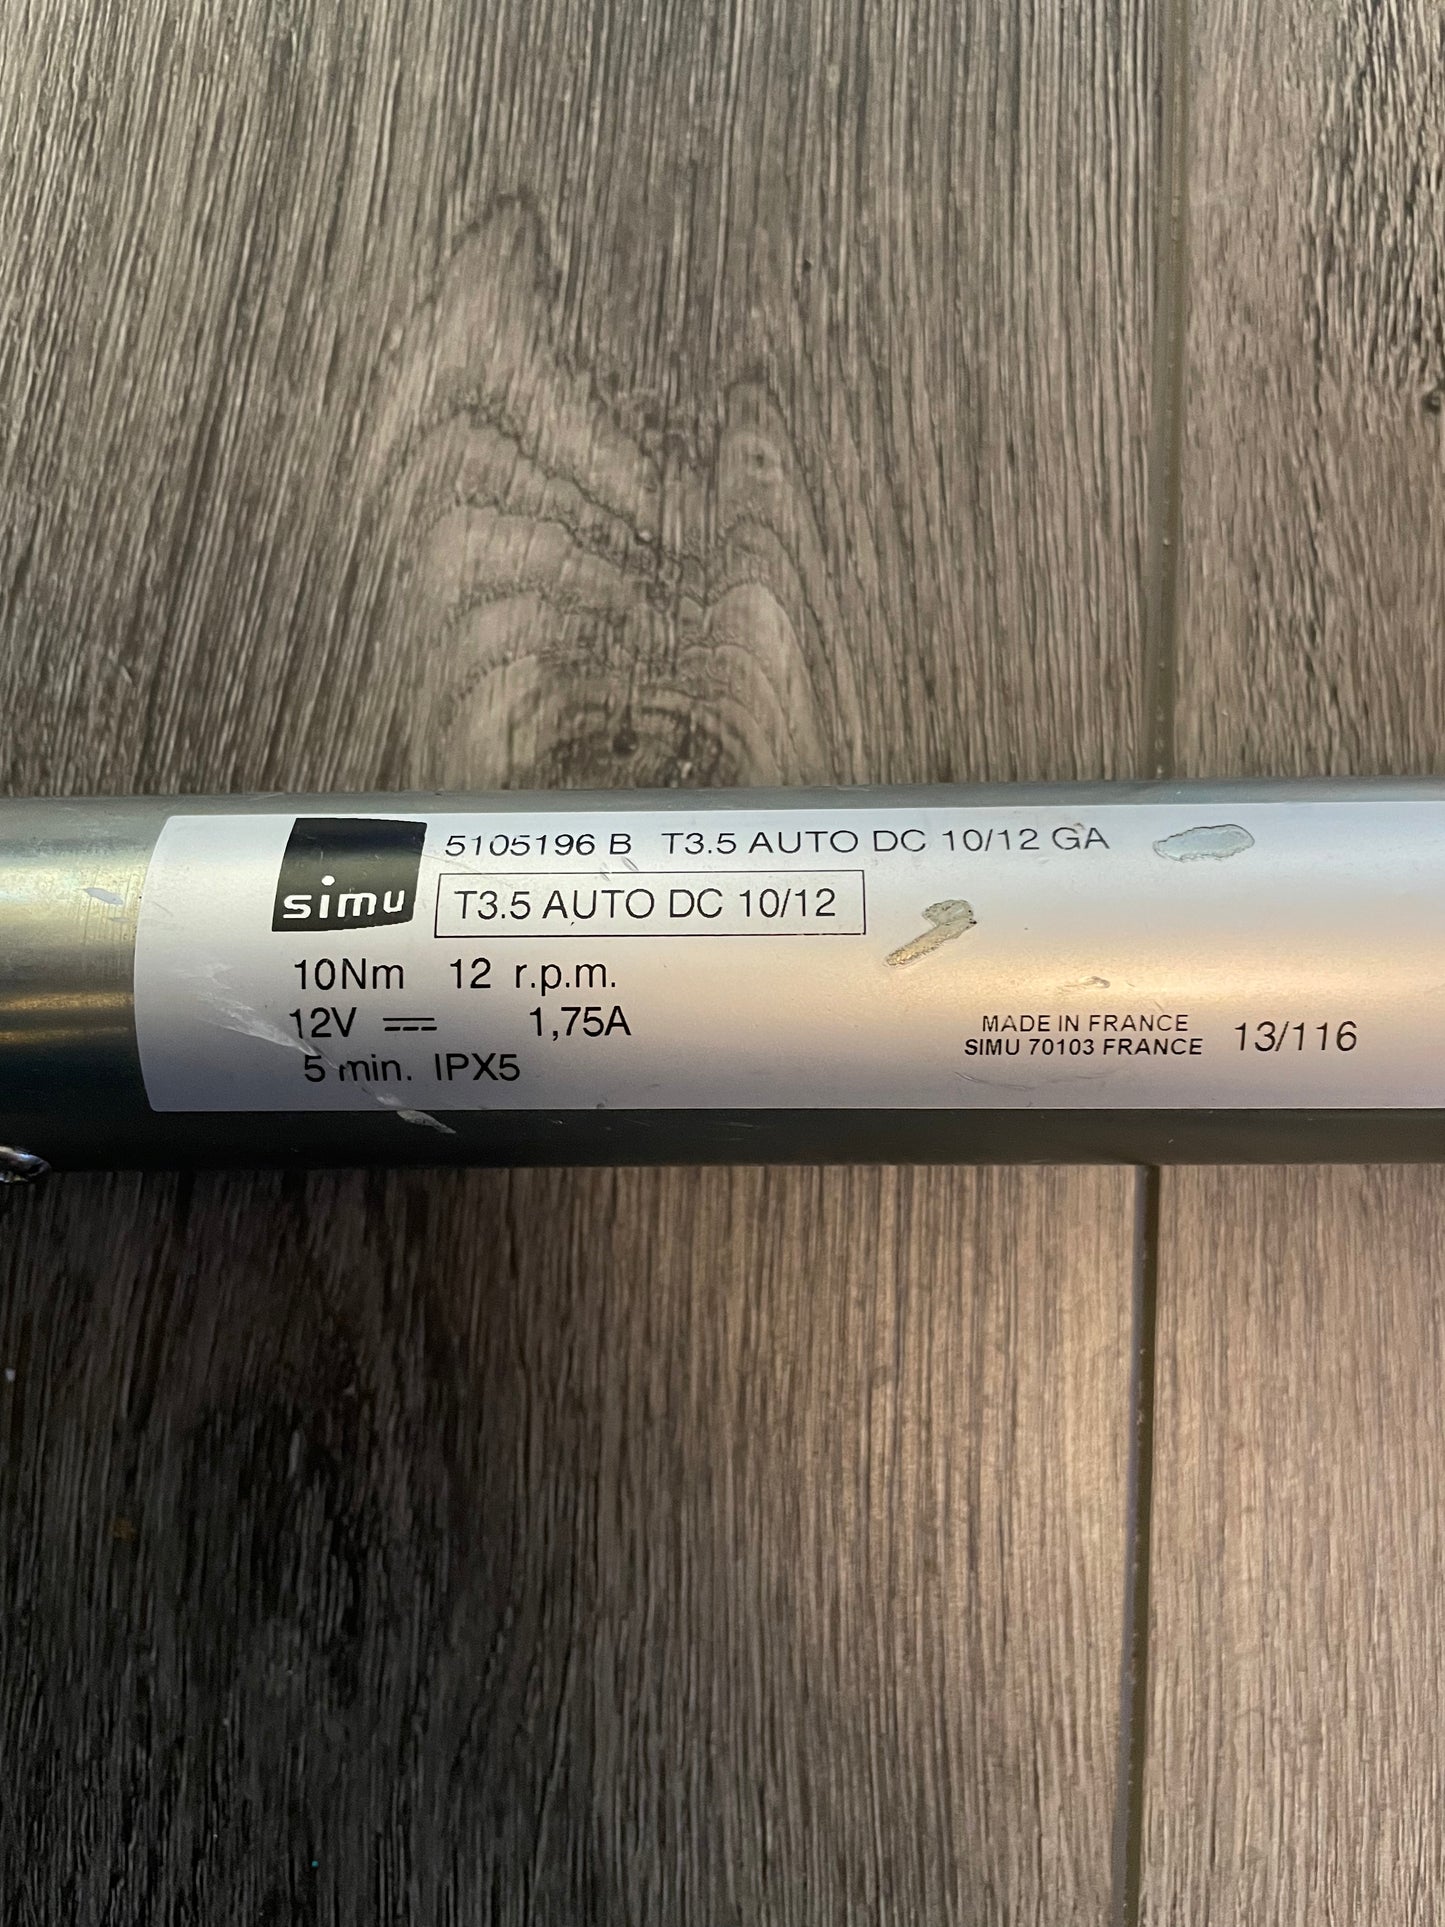 simu
5105196 B T3.5 AUTO DC 10/12 GA
T3.5 AUTO DC 10/12
10Nm 12 r.p.m.
12V 1,75A
5 min. IPX5
MADE IN FRANCE
SIMU 70103 FRANCE 13/116